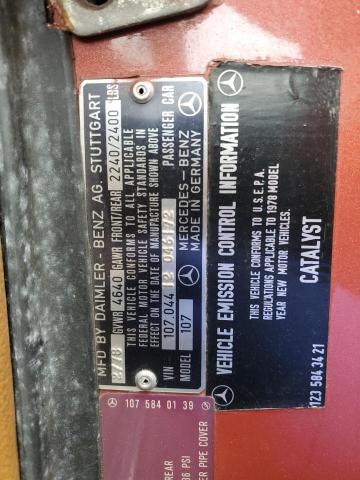 MFD BY DAIMLER-BENZ AG. STUTTGART
GVWR 4640 GAWR FRONT/REAR 2240/2400 LBS
THIS VEHICLE CONFORMS TO ALL APPLICABLE
FEDERAL MOTOR VEHICLE SAFETY STANDARDS IN
EFFECT ON THE DATE OF MANUFACTURE SHOWN ABOVE
VIN 107.044 12 PASSENGER CAR
MODEL 107 MERCEDES-BENZ
MADE IN GERMANY
VEHICLE EMISSION CONTROL INFORMATION
THIS VEHICLE CONFORMS TO U.S.E.P.A.
REGULATIONS APPLICABLE TO 1978 MODEL
YEAR NEW MOTOR VEHICLES.
CATALYST
123 584 34 21
107 584 01 39
REAR
36 PSI
ER PIPE COVER